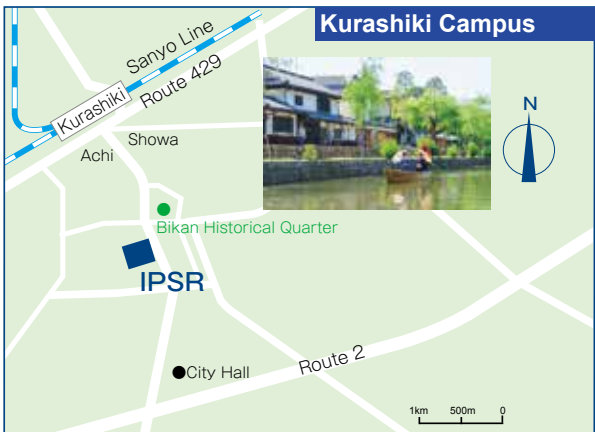 Kurashiki Campus
Sanyo Line
Route 429
Kurashiki
Showa
Achi
N
Bikan Historical Quarter
IPSR
Route 2
City Hall
1km 500m 0